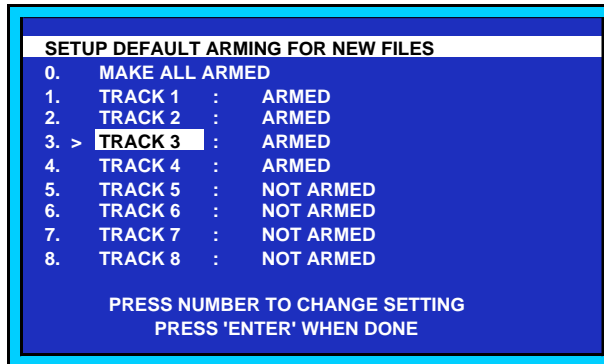 SETUP DEFAULT ARMING FOR NEW FILES
0. MAKE ALL ARMED
1. TRACK 1 : ARMED
2. TRACK 2 : ARMED
3. > TRACK 3 : ARMED
4. TRACK 4 : ARMED
5. TRACK 5 : NOT ARMED
6. TRACK 6 : NOT ARMED
7. TRACK 7 : NOT ARMED
8. TRACK 8 : NOT ARMED
PRESS NUMBER TO CHANGE SETTING
PRESS 'ENTER' WHEN DONE